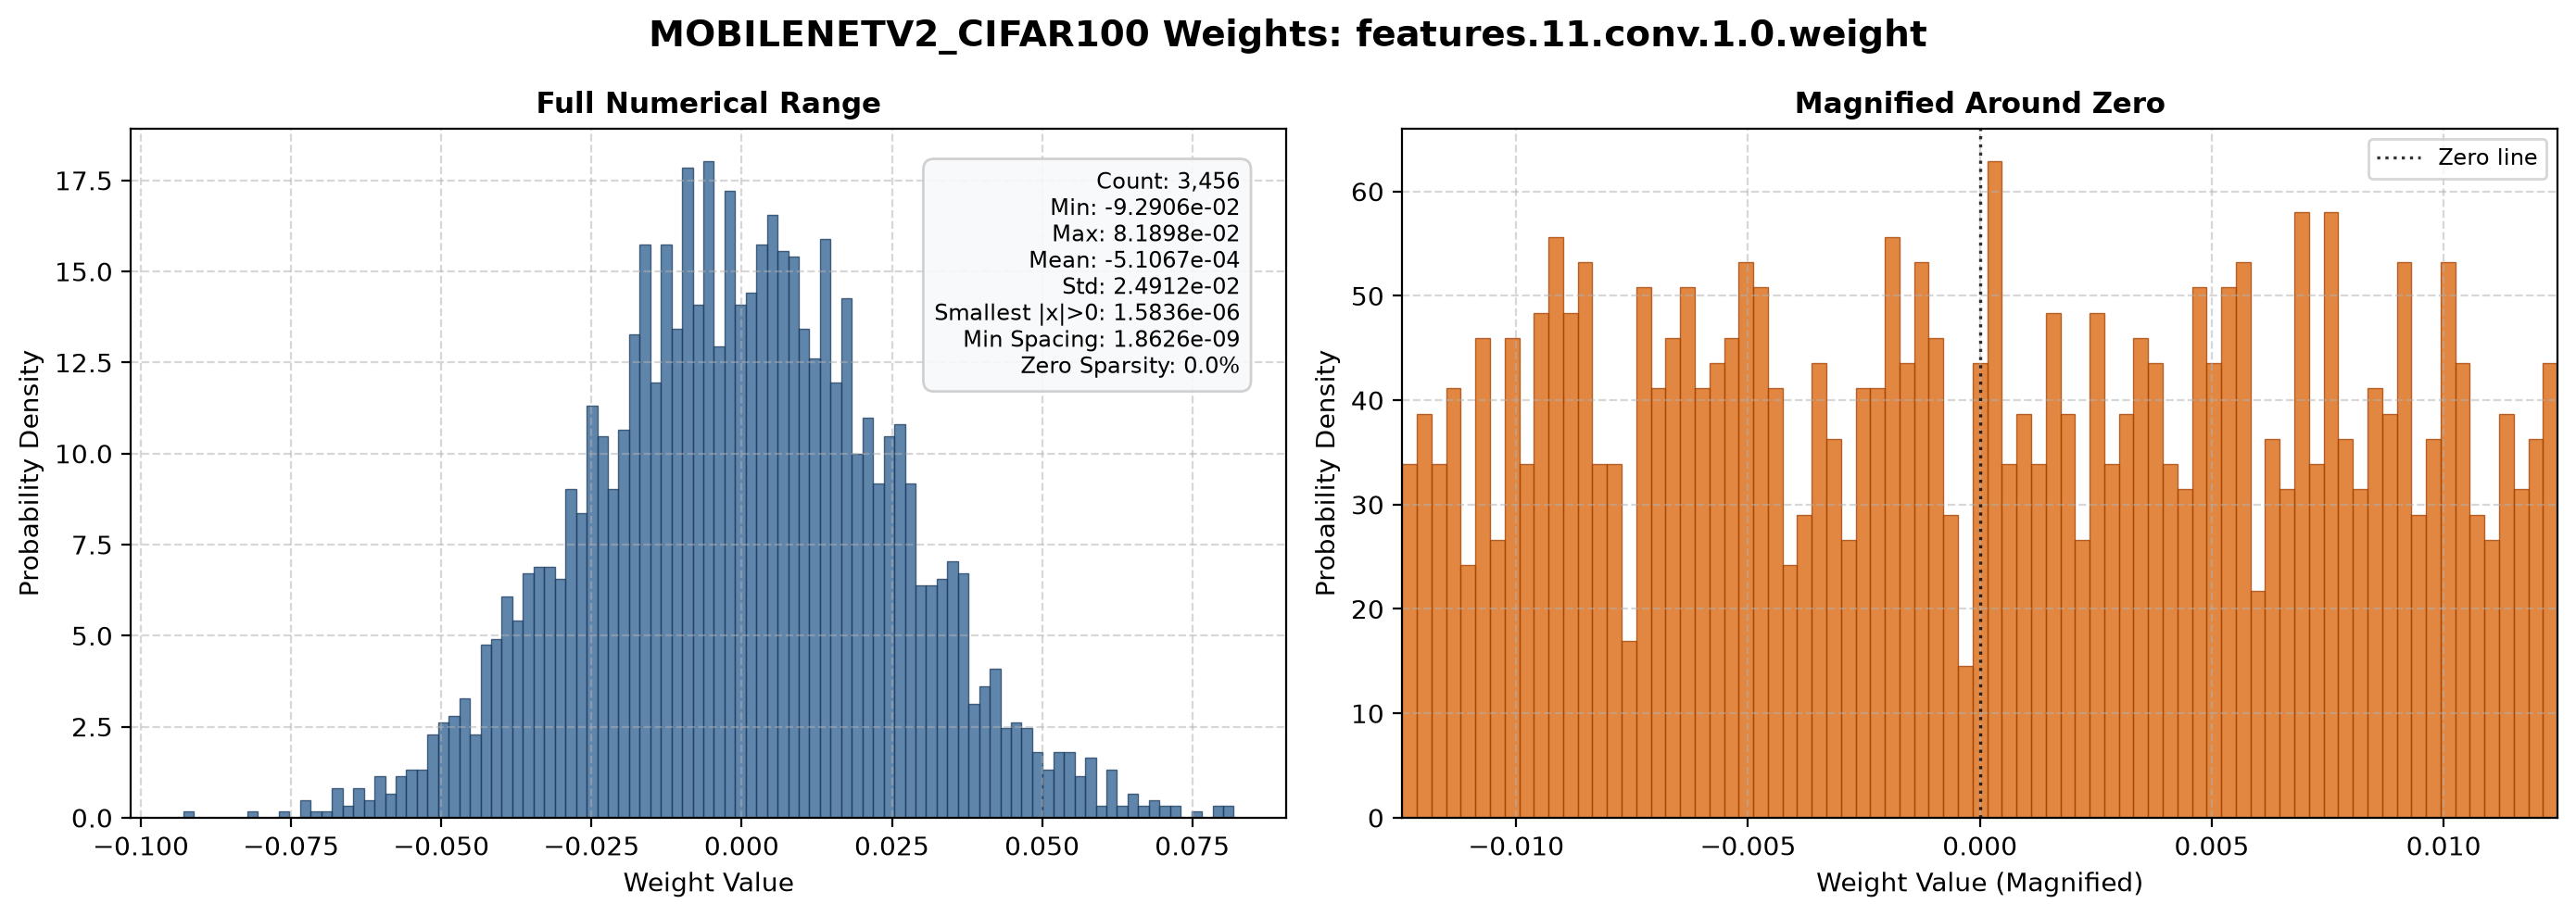 MOBILENETV2_CIFAR100 Weights: features.11.conv.1.0.weight
Full Numerical Range
Probability Density
17.5
15.0
12.5
10.0
7.5
5.0
2.5
0.0
Count: 3,456
Min: -9.2906e-02
Max: 8.1898e-02
Mean: -5.1067e-04
Std: 2.4912e-02
Smallest |x|>0: 1.5836e-06
Min Spacing: 1.8626e-09
Zero Sparsity: 0.0%
−0.100 −0.075 −0.050 −0.025 0.000 0.025 0.050 0.075
Weight Value
Magnified Around Zero
Probability Density
60
50
40
30
20
10
0
Zero line
−0.010 −0.005 0.000 0.005 0.010
Weight Value (Magnified)